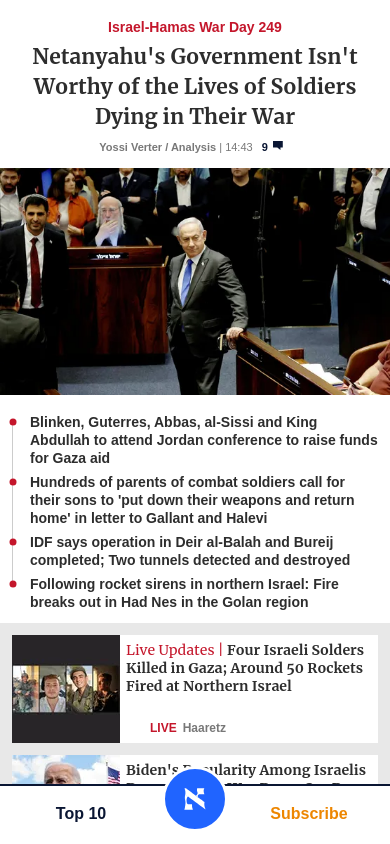 Israel-Hamas War Day 249
Netanyahu's Government Isn't
Worthy of the Lives of Soldiers
Dying in Their War
Yossi Verter / Analysis | 14:43 9
Blinken, Guterres, Abbas, al-Sissi and King
Abdullah to attend Jordan conference to raise funds
for Gaza aid
Hundreds of parents of combat soldiers call for
their sons to 'put down their weapons and return
home' in letter to Gallant and Halevi
IDF says operation in Deir al-Balah and Bureij
completed; Two tunnels detected and destroyed
Following rocket sirens in northern Israel: Fire
breaks out in Had Nes in the Golan region
Live Updates | Four Israeli Soldiers
Killed in Gaza; Around 50 Rockets
Fired at Northern Israel
LIVE Haaretz
Biden's Popularity Among Israelis
Top 10
Subscribe